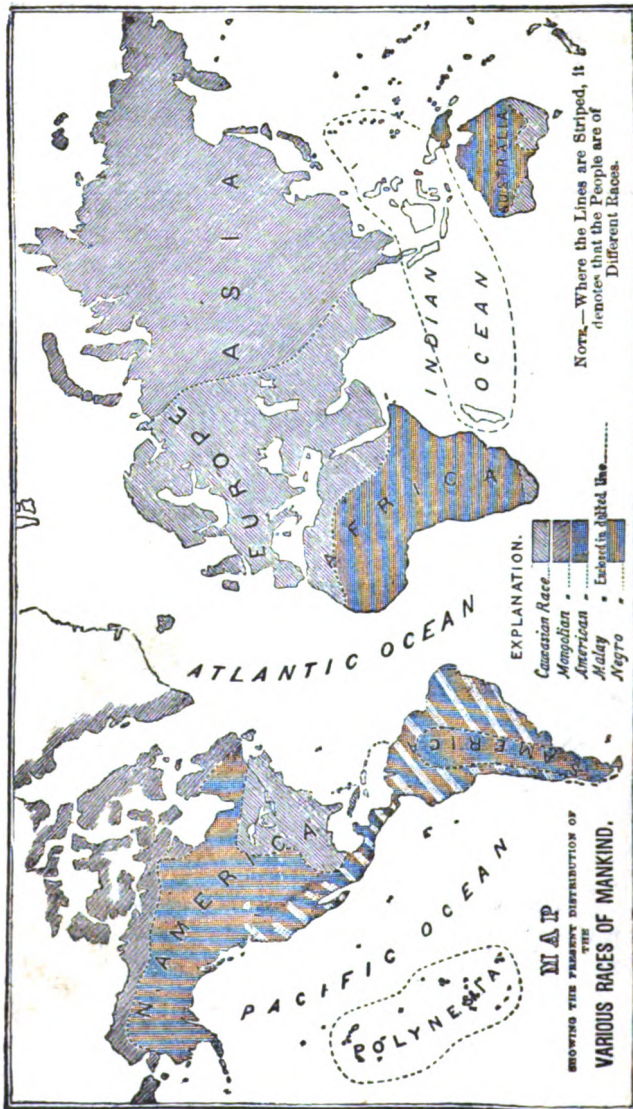 MAP
SHOWING THE PRESENT DISTRIBUTION OF
THE
VARIOUS RACES OF MANKIND.
N. AMERICA
S. AMERICA
EUROPE
ASIA
AFRICA
AUSTRALIA
POLYNESIA
PACIFIC OCEAN
ATLANTIC OCEAN
INDIAN
OCEAN
EXPLANATION.
Caucasian Race
Mongolian "
American "
Malay " Enclosed in dotted line
Negro "
NOTE.—Where the Lines are Striped, it
denotes that the People are of
Different Races.